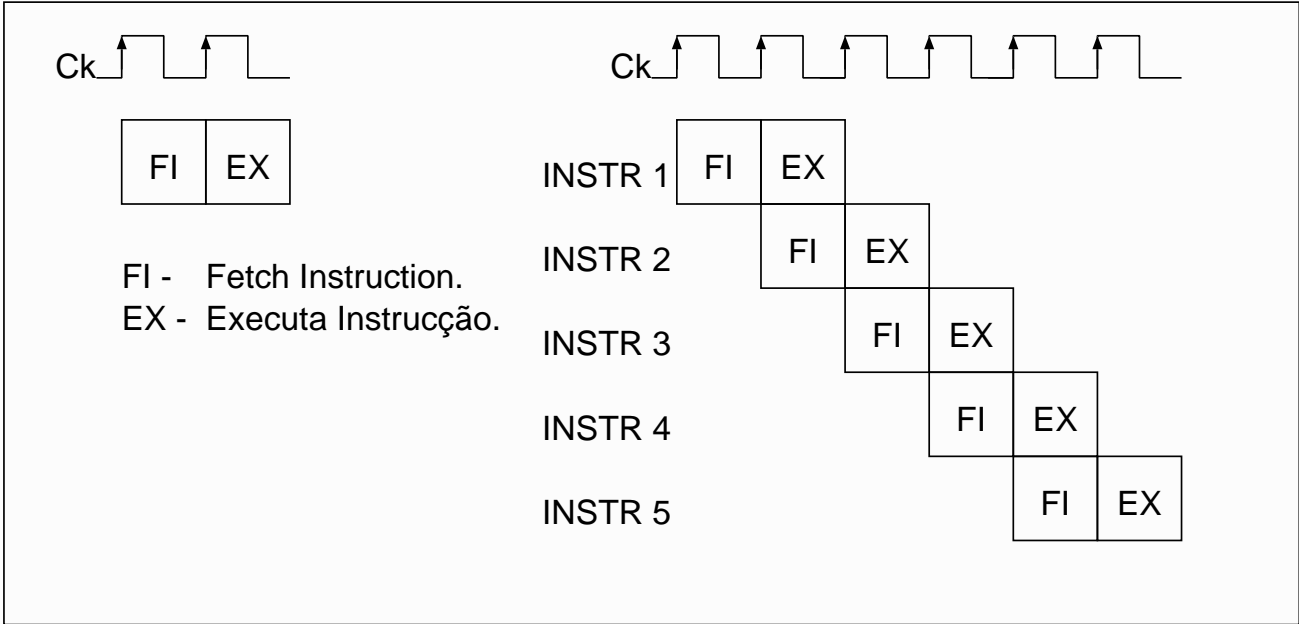 Ck
FI EX
FI - Fetch Instruction.
EX - Executa Instrucção.
Ck
INSTR 1 FI EX
INSTR 2 FI EX
INSTR 3 FI EX
INSTR 4 FI EX
INSTR 5 FI EX